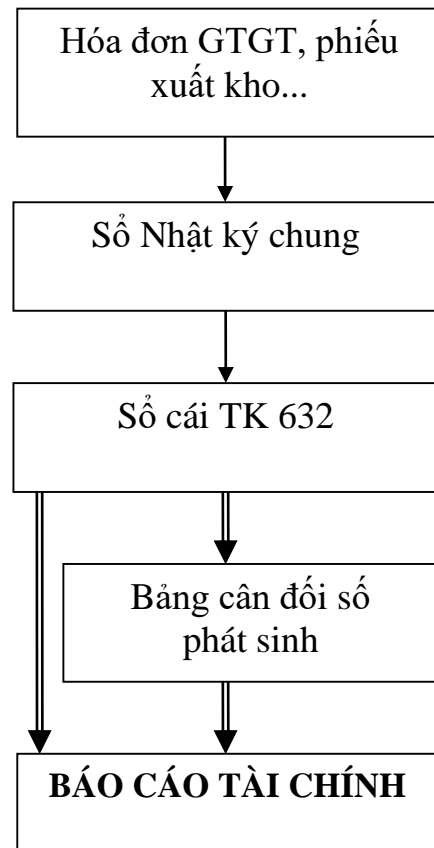 Hóa đơn GTGT, phiếu
xuất kho...
Sổ Nhật ký chung
Sổ cái TK 632
Bảng cân đối số
phát sinh
BÁO CÁO TÀI CHÍNH